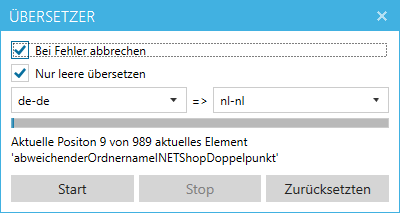 ÜBERSETZER
Bei Fehler abbrechen
Nur leere übersetzen
de-de => nl-nl
Aktuelle Positon 9 von 989 aktuelles Element
'abweichenderOrdnernameINETShopDoppelpunkt'
Start Stop Zurücksetzten